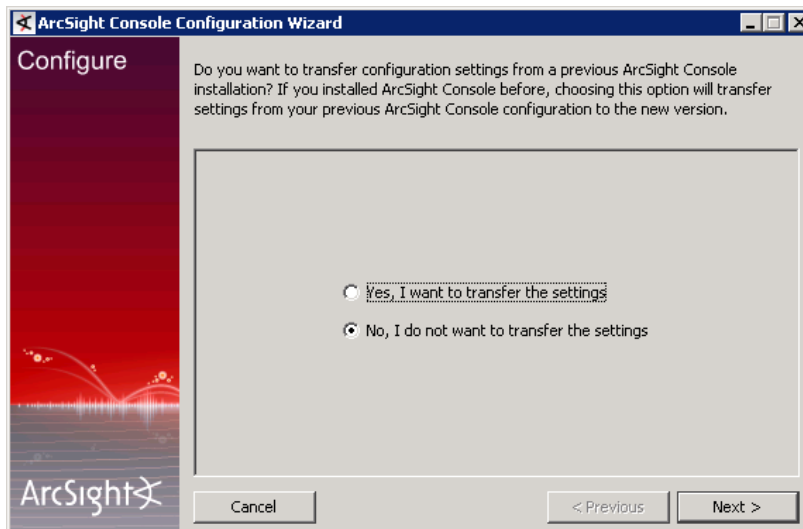 ArcSight Console Configuration Wizard
Configure
Do you want to transfer configuration settings from a previous ArcSight Console
installation? If you installed ArcSight Console before, choosing this option will transfer
settings from your previous ArcSight Console configuration to the new version.
Yes, I want to transfer the settings
No, I do not want to transfer the settings
ArcSight
Cancel
< Previous
Next >